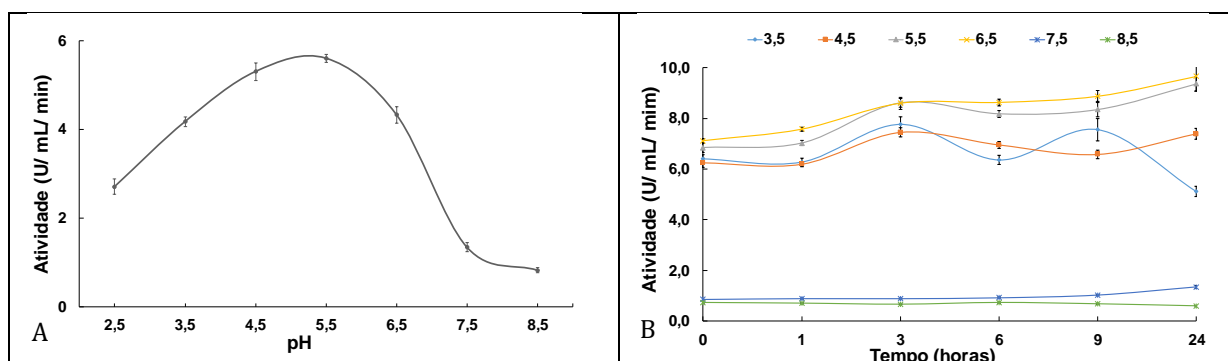 Atividade (U/ mL/ min)
6
4
2
0
2,5 3,5 4,5 5,5 6,5 7,5 8,5
pH
A
3,5 4,5 5,5 6,5 7,5 8,5
Atividade (U/ mL/ mim)
10,0
8,0
6,0
4,0
2,0
0,0
0 1 3 6 9 24
Tempo (horas)
B